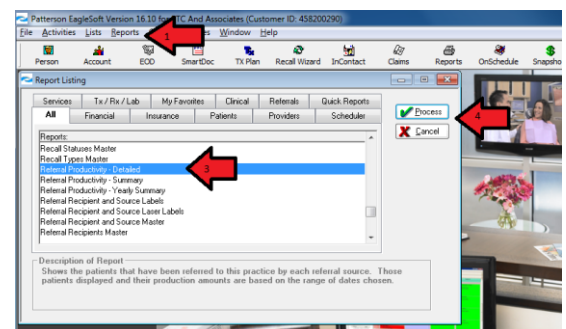 Patterson EagleSoft Version 16.10 for TC And Associates (Customer ID: 458200290)
File Activities Lists Reports Window Help
1
Person Account EOD SmartDoc TX Plan Recall Wizard InContact Claims Reports OnSchedule Snapsho
Report Listing
Services Tx / Rx / Lab My Favorites Clinical Referrals Quick Reports
All Financial Insurance Patients Providers Scheduler
Process
4
Cancel
Reports:
Recall Statuses Master
Recall Types Master
Referral Productivity - Detailed
3
Referral Productivity - Summary
Referral Productivity - Yearly Summary
Referral Recipient and Source Labels
Referral Recipient and Source Laser Labels
Referral Recipient and Source Master
Referral Recipients Master
Description of Report
Shows the patients that have been referred to this practice by each referral source. Those
patients displayed and their production amounts are based on the range of dates chosen.